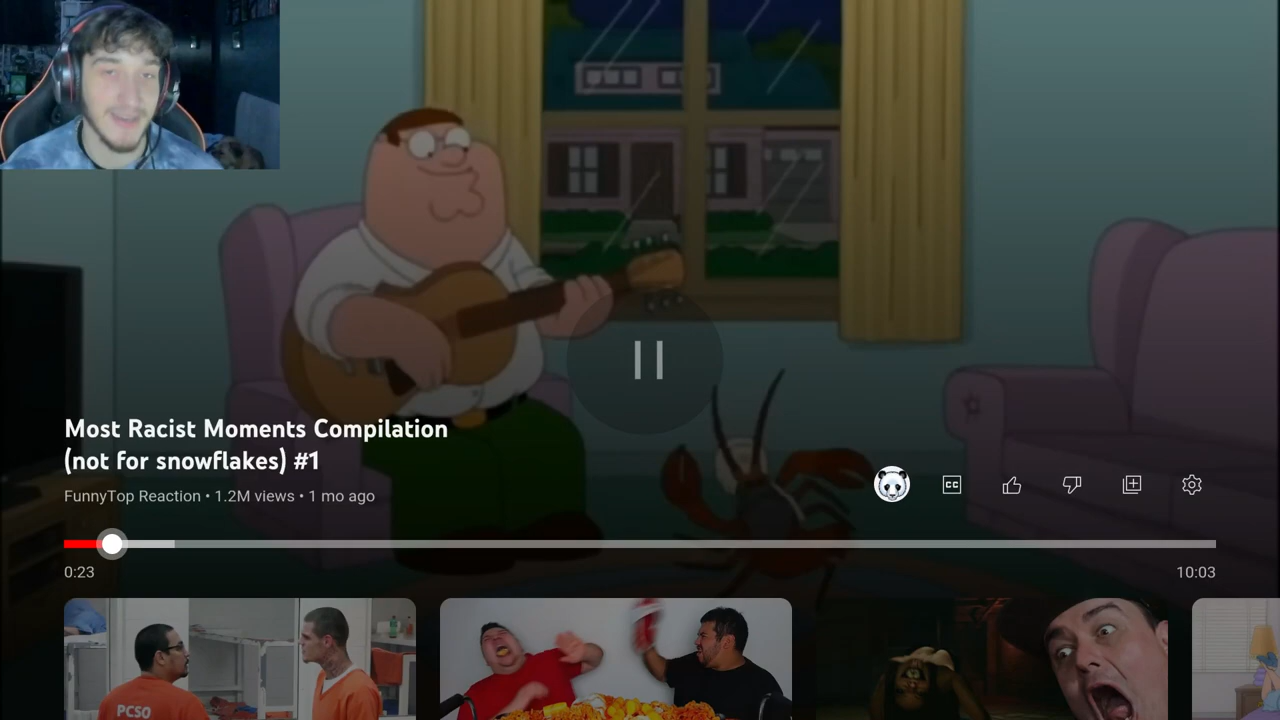 Most Racist Moments Compilation
(not for snowflakes) #1
FunnyTop Reaction • 1.2M views • 1 mo ago
CC
0:23
10:03
PCSO